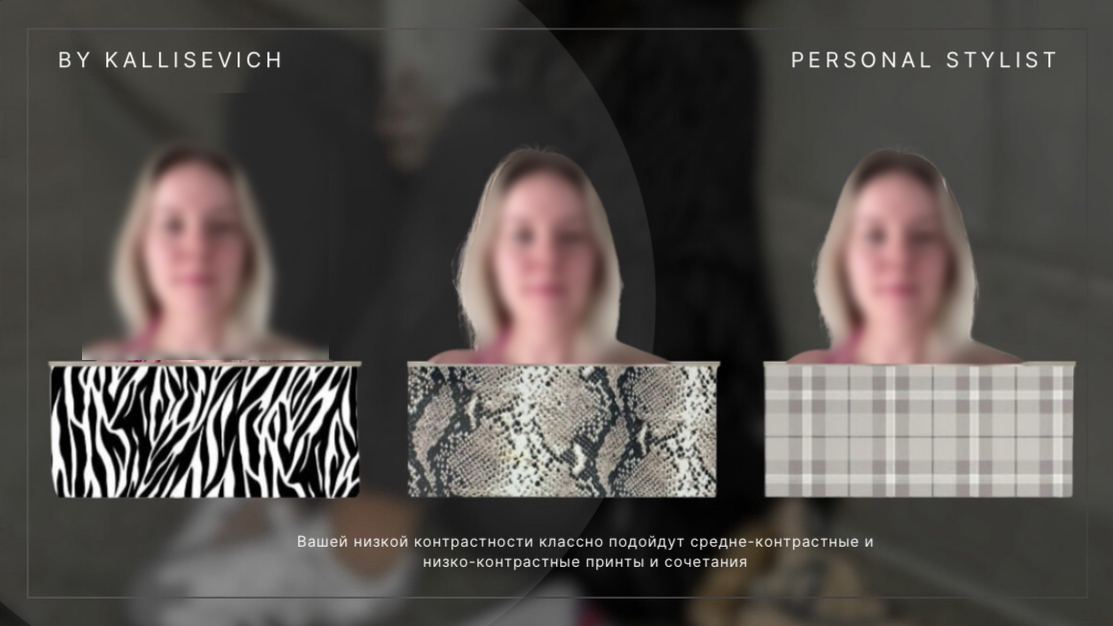 BY KALLISEVICH
PERSONAL STYLIST
Вашей низкой контрастности классно подойдут средне-контрастные и
низко-контрастные принты и сочетания